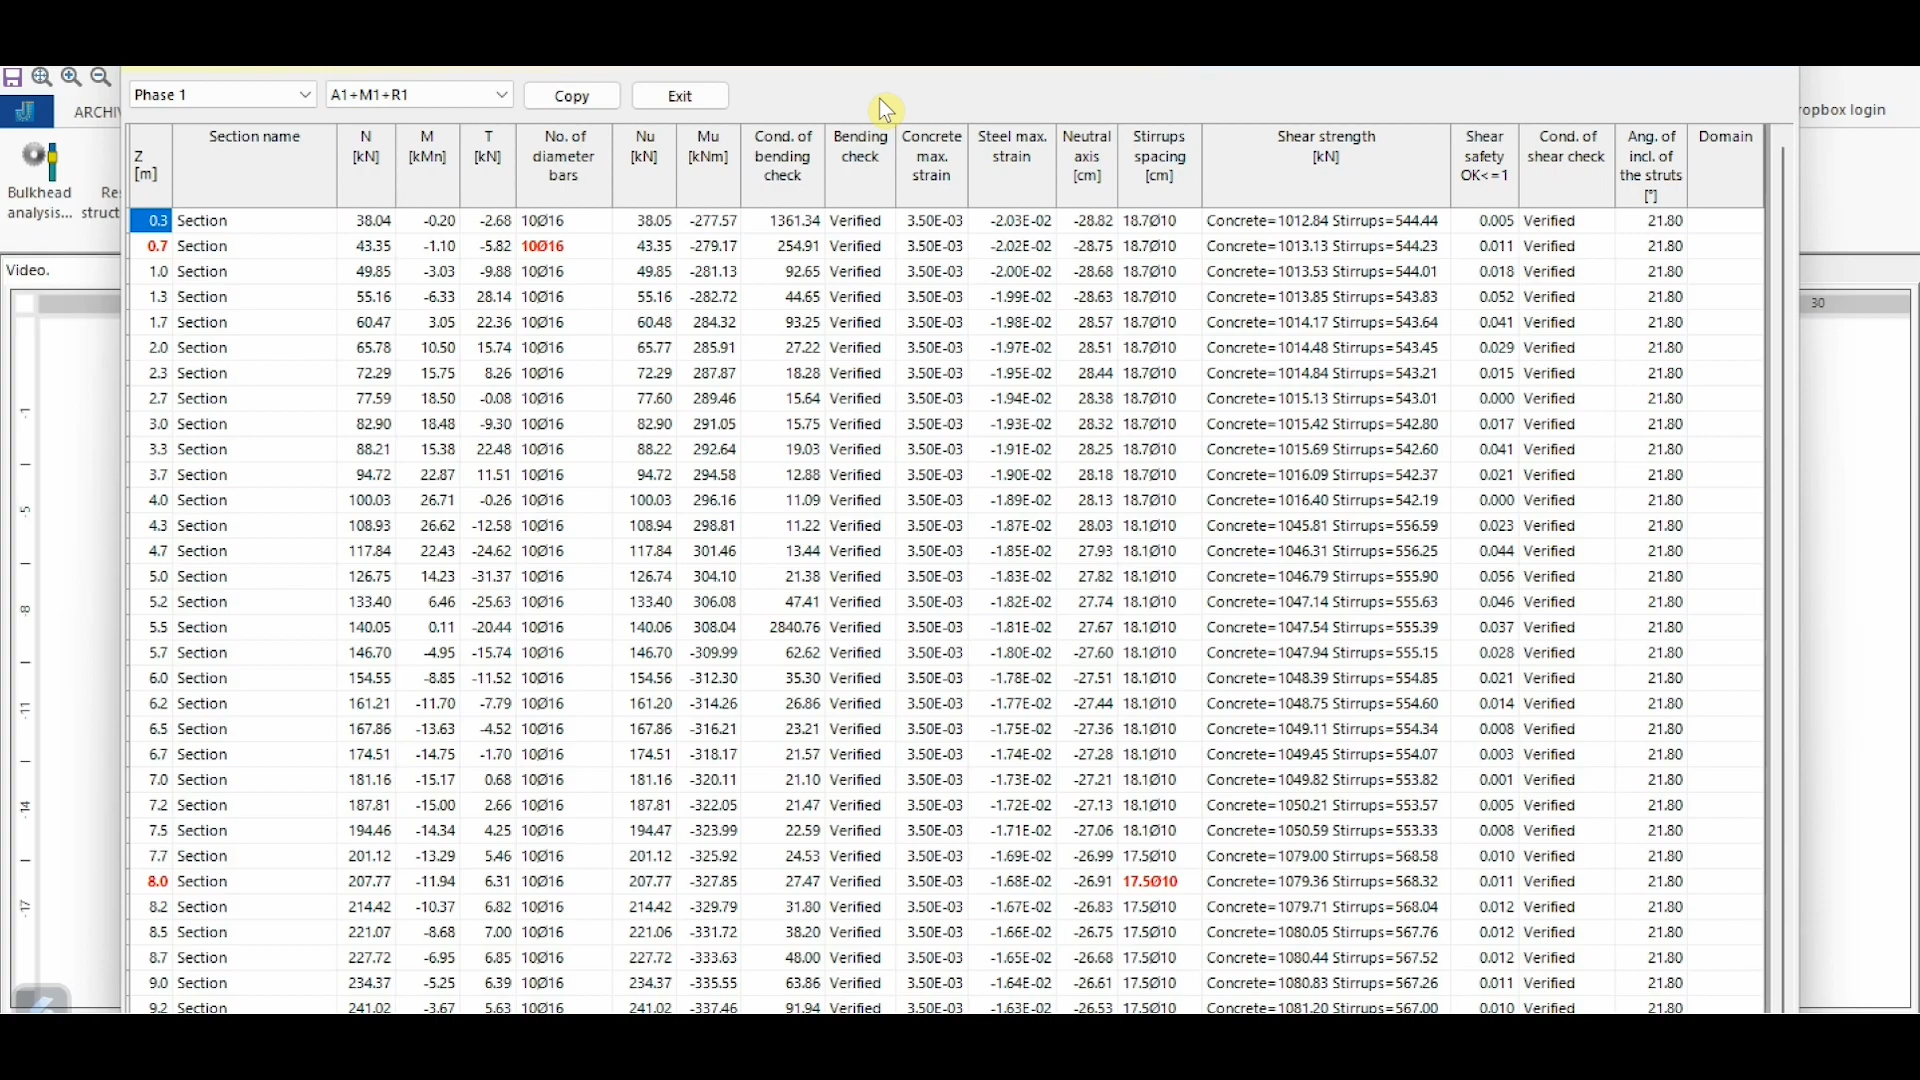 Phase 1 A1+M1+R1 Copy Exit
ARCHIV
ropbox login
Bulkhead
analysis...
Re
struct
Video.
30
-1
-5
-8
-11
-14
-17
Z [m] Section name N [kN] M [kMn] T [kN] No. of diameter bars Nu [kN] Mu [kNm] Cond. of bending check Bending check Concrete max. strain Steel max. strain Neutral axis [cm] Stirrups spacing [cm] Shear strength [kN] Shear safety OK<=1 Cond. of shear check Ang. of incl. of the struts [°] Domain
0.3 Section 38.04 -0.20 -2.68 10Ø16 38.05 -277.57 1361.34 Verified 3.50E-03 -2.03E-02 -28.82 18.7Ø10 Concrete=1012.84 Stirrups=544.44 0.005 Verified 21.80
0.7 Section 43.35 -1.10 -5.82 10Ø16 43.35 -279.17 254.91 Verified 3.50E-03 -2.02E-02 -28.75 18.7Ø10 Concrete=1013.13 Stirrups=544.23 0.011 Verified 21.80
1.0 Section 49.85 -3.03 -9.88 10Ø16 49.85 -281.13 92.65 Verified 3.50E-03 -2.00E-02 -28.68 18.7Ø10 Concrete=1013.53 Stirrups=544.01 0.018 Verified 21.80
1.3 Section 55.16 -6.33 28.14 10Ø16 55.16 -282.72 44.65 Verified 3.50E-03 -1.99E-02 -28.63 18.7Ø10 Concrete=1013.85 Stirrups=543.83 0.052 Verified 21.80
1.7 Section 60.47 3.05 22.36 10Ø16 60.48 284.32 93.25 Verified 3.50E-03 -1.98E-02 28.57 18.7Ø10 Concrete=1014.17 Stirrups=543.64 0.041 Verified 21.80
2.0 Section 65.78 10.50 15.74 10Ø16 65.77 285.91 27.22 Verified 3.50E-03 -1.97E-02 28.51 18.7Ø10 Concrete=1014.48 Stirrups=543.45 0.029 Verified 21.80
2.3 Section 72.29 15.75 8.26 10Ø16 72.29 287.87 18.28 Verified 3.50E-03 -1.95E-02 28.44 18.7Ø10 Concrete=1014.84 Stirrups=543.21 0.015 Verified 21.80
2.7 Section 77.59 18.50 -0.08 10Ø16 77.60 289.46 15.64 Verified 3.50E-03 -1.94E-02 28.38 18.7Ø10 Concrete=1015.13 Stirrups=543.01 0.000 Verified 21.80
3.0 Section 82.90 18.48 -9.30 10Ø16 82.90 291.05 15.75 Verified 3.50E-03 -1.93E-02 28.32 18.7Ø10 Concrete=1015.42 Stirrups=542.80 0.017 Verified 21.80
3.3 Section 88.21 15.38 22.48 10Ø16 88.22 292.64 19.03 Verified 3.50E-03 -1.91E-02 28.25 18.7Ø10 Concrete=1015.69 Stirrups=542.60 0.041 Verified 21.80
3.7 Section 94.72 22.87 11.51 10Ø16 94.72 294.58 12.88 Verified 3.50E-03 -1.90E-02 28.18 18.7Ø10 Concrete=1016.09 Stirrups=542.37 0.021 Verified 21.80
4.0 Section 100.03 26.71 -0.26 10Ø16 100.03 296.16 11.09 Verified 3.50E-03 -1.89E-02 28.13 18.7Ø10 Concrete=1016.40 Stirrups=542.19 0.000 Verified 21.80
4.3 Section 108.93 26.62 -12.58 10Ø16 108.94 298.81 11.22 Verified 3.50E-03 -1.87E-02 28.03 18.1Ø10 Concrete=1045.81 Stirrups=556.59 0.023 Verified 21.80
4.7 Section 117.84 22.43 -24.62 10Ø16 117.84 301.46 13.44 Verified 3.50E-03 -1.85E-02 27.93 18.1Ø10 Concrete=1046.31 Stirrups=556.25 0.044 Verified 21.80
5.0 Section 126.75 14.23 -31.37 10Ø16 126.74 304.10 21.38 Verified 3.50E-03 -1.83E-02 27.82 18.1Ø10 Concrete=1046.79 Stirrups=555.90 0.056 Verified 21.80
5.2 Section 133.40 6.46 -25.63 10Ø16 133.40 306.08 47.41 Verified 3.50E-03 -1.82E-02 27.74 18.1Ø10 Concrete=1047.14 Stirrups=555.63 0.046 Verified 21.80
5.5 Section 140.05 0.11 -20.44 10Ø16 140.06 308.04 2840.76 Verified 3.50E-03 -1.81E-02 27.67 18.1Ø10 Concrete=1047.54 Stirrups=555.39 0.037 Verified 21.80
5.7 Section 146.70 -4.95 -15.74 10Ø16 146.70 -309.99 62.62 Verified 3.50E-03 -1.80E-02 -27.60 18.1Ø10 Concrete=1047.94 Stirrups=555.15 0.028 Verified 21.80
6.0 Section 154.55 -8.85 -11.52 10Ø16 154.56 -312.30 35.30 Verified 3.50E-03 -1.78E-02 -27.51 18.1Ø10 Concrete=1048.39 Stirrups=554.85 0.021 Verified 21.80
6.2 Section 161.21 -11.70 -7.79 10Ø16 161.20 -314.26 26.86 Verified 3.50E-03 -1.77E-02 -27.44 18.1Ø10 Concrete=1048.75 Stirrups=554.60 0.014 Verified 21.80
6.5 Section 167.86 -13.63 -4.52 10Ø16 167.86 -316.21 23.21 Verified 3.50E-03 -1.75E-02 -27.36 18.1Ø10 Concrete=1049.11 Stirrups=554.34 0.008 Verified 21.80
6.7 Section 174.51 -14.75 -1.70 10Ø16 174.51 -318.17 21.57 Verified 3.50E-03 -1.74E-02 -27.28 18.1Ø10 Concrete=1049.45 Stirrups=554.07 0.003 Verified 21.80
7.0 Section 181.16 -15.17 0.68 10Ø16 181.16 -320.11 21.10 Verified 3.50E-03 -1.73E-02 -27.21 18.1Ø10 Concrete=1049.82 Stirrups=553.82 0.001 Verified 21.80
7.2 Section 187.81 -15.00 2.66 10Ø16 187.81 -322.05 21.47 Verified 3.50E-03 -1.72E-02 -27.13 18.1Ø10 Concrete=1050.21 Stirrups=553.57 0.005 Verified 21.80
7.5 Section 194.46 -14.34 4.25 10Ø16 194.47 -323.99 22.59 Verified 3.50E-03 -1.71E-02 -27.06 18.1Ø10 Concrete=1050.59 Stirrups=553.33 0.008 Verified 21.80
7.7 Section 201.12 -13.29 5.46 10Ø16 201.12 -325.92 24.53 Verified 3.50E-03 -1.69E-02 -26.99 17.5Ø10 Concrete=1079.00 Stirrups=568.58 0.010 Verified 21.80
8.0 Section 207.77 -11.94 6.31 10Ø16 207.77 -327.85 27.47 Verified 3.50E-03 -1.68E-02 -26.91 17.5Ø10 Concrete=1079.36 Stirrups=568.32 0.011 Verified 21.80
8.2 Section 214.42 -10.37 6.82 10Ø16 214.42 -329.79 31.80 Verified 3.50E-03 -1.67E-02 -26.83 17.5Ø10 Concrete=1079.71 Stirrups=568.04 0.012 Verified 21.80
8.5 Section 221.07 -8.68 7.00 10Ø16 221.06 -331.72 38.20 Verified 3.50E-03 -1.66E-02 -26.75 17.5Ø10 Concrete=1080.05 Stirrups=567.76 0.012 Verified 21.80
8.7 Section 227.72 -6.95 6.85 10Ø16 227.72 -333.63 48.00 Verified 3.50E-03 -1.65E-02 -26.68 17.5Ø10 Concrete=1080.44 Stirrups=567.52 0.012 Verified 21.80
9.0 Section 234.37 -5.25 6.39 10Ø16 234.37 -335.55 63.86 Verified 3.50E-03 -1.64E-02 -26.61 17.5Ø10 Concrete=1080.83 Stirrups=567.26 0.011 Verified 21.80
9.2 Section 241.02 -3.67 5.63 10Ø16 241.02 -337.46 91.94 Verified 3.50E-03 -1.63E-02 -26.53 17.5Ø10 Concrete=1081.20 Stirrups=567.00 0.010 Verified 21.80